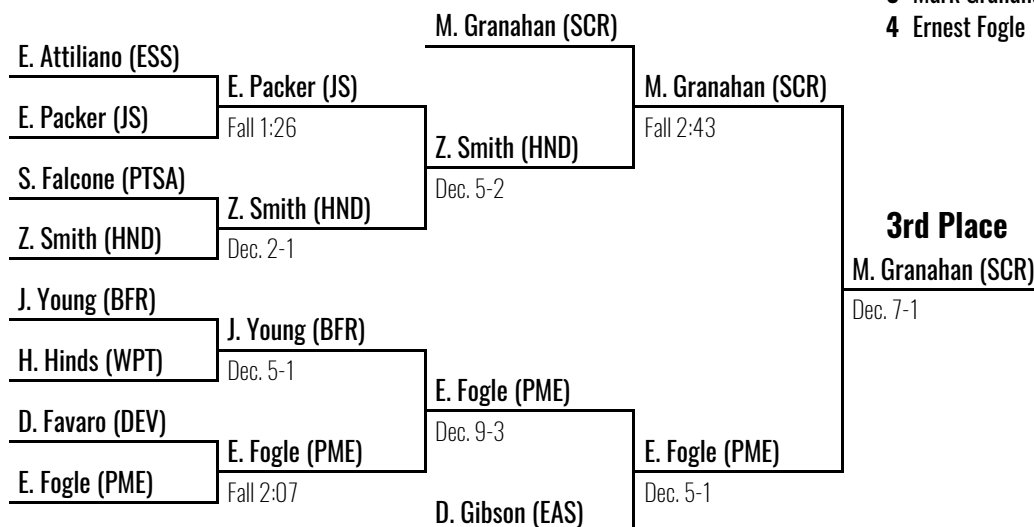 3 Mark
4 Ernest Fogle
M. Granahan (SCR)
E. Attiliano (ESS)
E. Packer (JS)
Fall 1:26
E. Packer (JS)
M. Granahan (SCR)
Fall 2:43
Z. Smith (HND)
Dec. 5-2
S. Falcone (PTSA)
Z. Smith (HND)
Dec. 2-1
Z. Smith (HND)
3rd Place
M. Granahan (SCR)
Dec. 7-1
J. Young (BFR)
J. Young (BFR)
Dec. 5-1
H. Hinds (WPT)
E. Fogle (PME)
Dec. 9-3
D. Favaro (DEV)
E. Fogle (PME)
Fall 2:07
E. Fogle (PME)
E. Fogle (PME)
Dec. 5-1
D. Gibson (EAS)